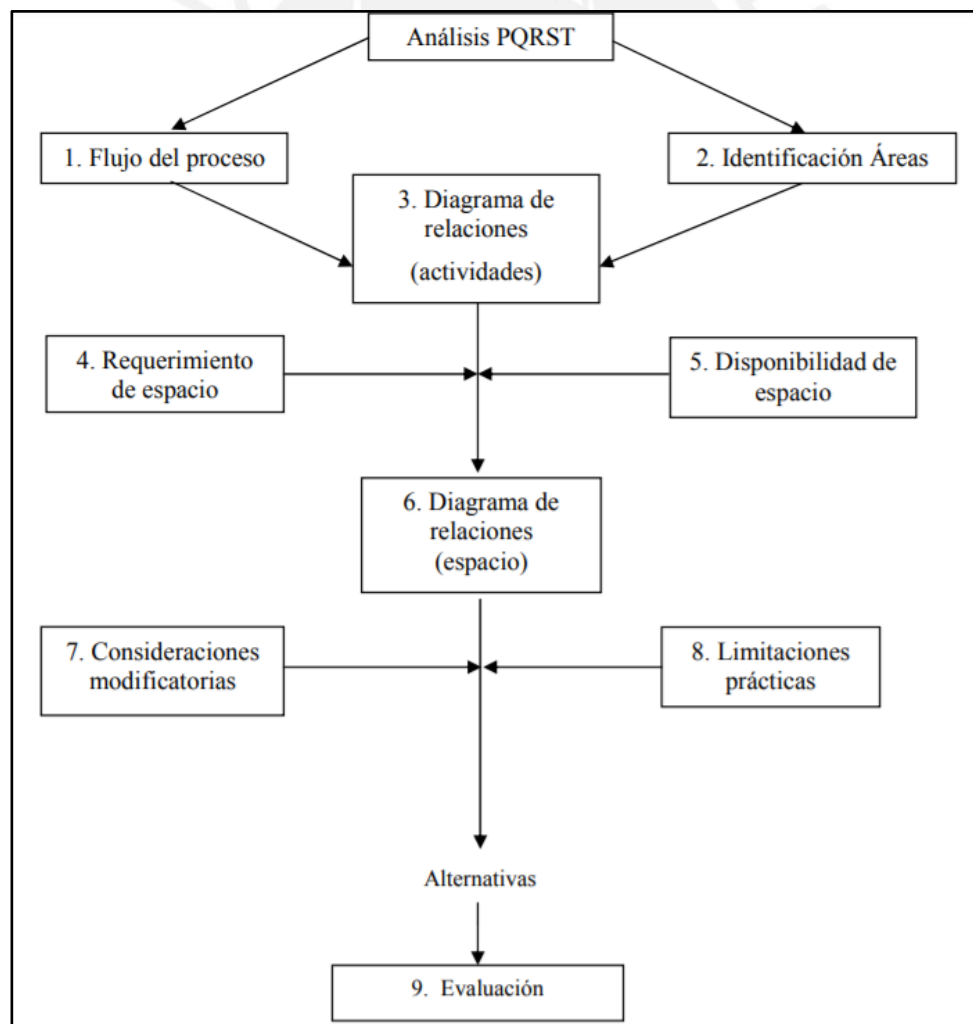 Análisis PQRST
1. Flujo del proceso
2. Identificación Áreas
3. Diagrama de
relaciones
(actividades)
4. Requerimiento
de espacio
5. Disponibilidad de
espacio
6. Diagrama de
relaciones
(espacio)
7. Consideraciones
modificatorias
8. Limitaciones
prácticas
Alternativas
9. Evaluación